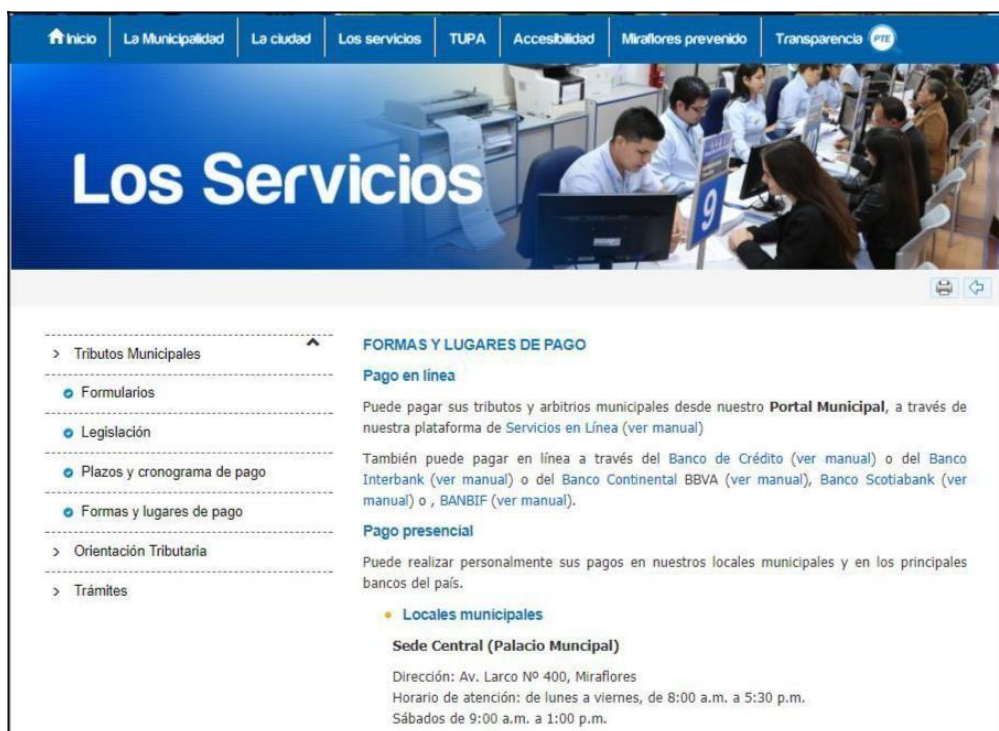 Inicio La Municipalidad La ciudad Los servicios TUPA Accesibilidad Miraflores prevenido Transparencia PTE
Los Servicios
9
Tributos Municipales
Formularios
Legislación
Plazos y cronograma de pago
Formas y lugares de pago
Orientación Tributaria
Trámites
FORMAS Y LUGARES DE PAGO
Pago en línea
Puede pagar sus tributos y arbitrios municipales desde nuestro Portal Municipal, a través de
nuestra plataforma de Servicios en Línea (ver manual)
También puede pagar en línea a través del Banco de Crédito (ver manual) o del Banco
Interbank (ver manual) o del Banco Continental BBVA (ver manual), Banco Scotiabank (ver
manual) o , BANBIF (ver manual).
Pago presencial
Puede realizar personalmente sus pagos en nuestros locales municipales y en los principales
bancos del país.
Locales municipales
Sede Central (Palacio Muncipal)
Dirección: Av. Larco Nº 400, Miraflores
Horario de atención: de lunes a viernes, de 8:00 a.m. a 5:30 p.m.
Sábados de 9:00 a.m. a 1:00 p.m.